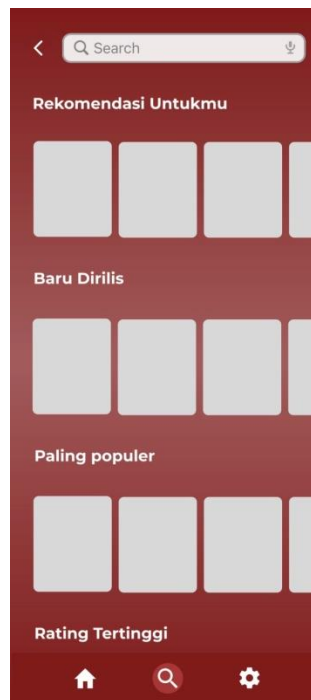 Search
Rekomendasi Untukmu
Baru Dirilis
Paling populer
Rating Tertinggi